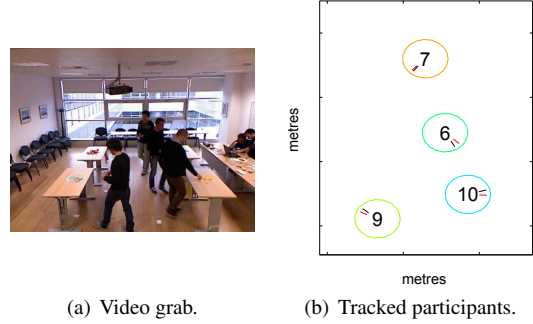 7
6
10
9
metres
metres
(a) Video grab.
(b) Tracked participants.